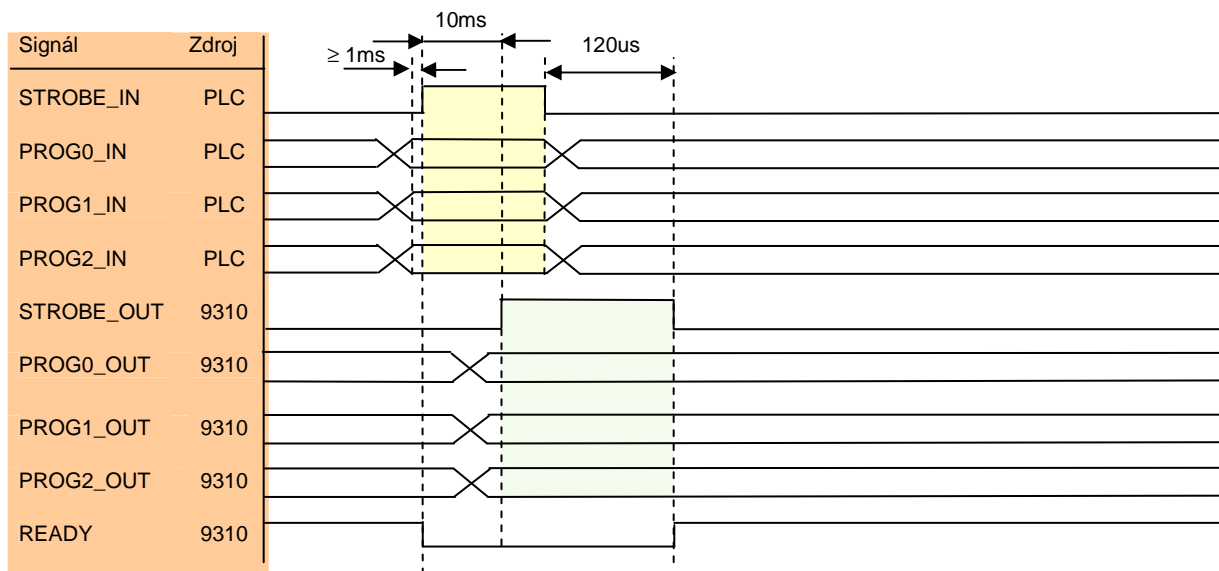 10ms
Signál Zdroj ≥ 1ms 120us
STROBE_IN PLC
PROG0_IN PLC
PROG1_IN PLC
PROG2_IN PLC
STROBE_OUT 9310
PROG0_OUT 9310
PROG1_OUT 9310
PROG2_OUT 9310
READY 9310